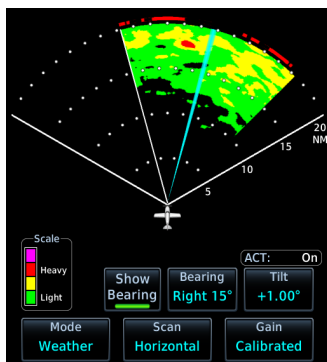 20
NM
15
10
5
Scale
Heavy
Light
ACT: On
Show
Bearing
Bearing
Right 15°
Tilt
+1.00°
Mode
Weather
Scan
Horizontal
Gain
Calibrated